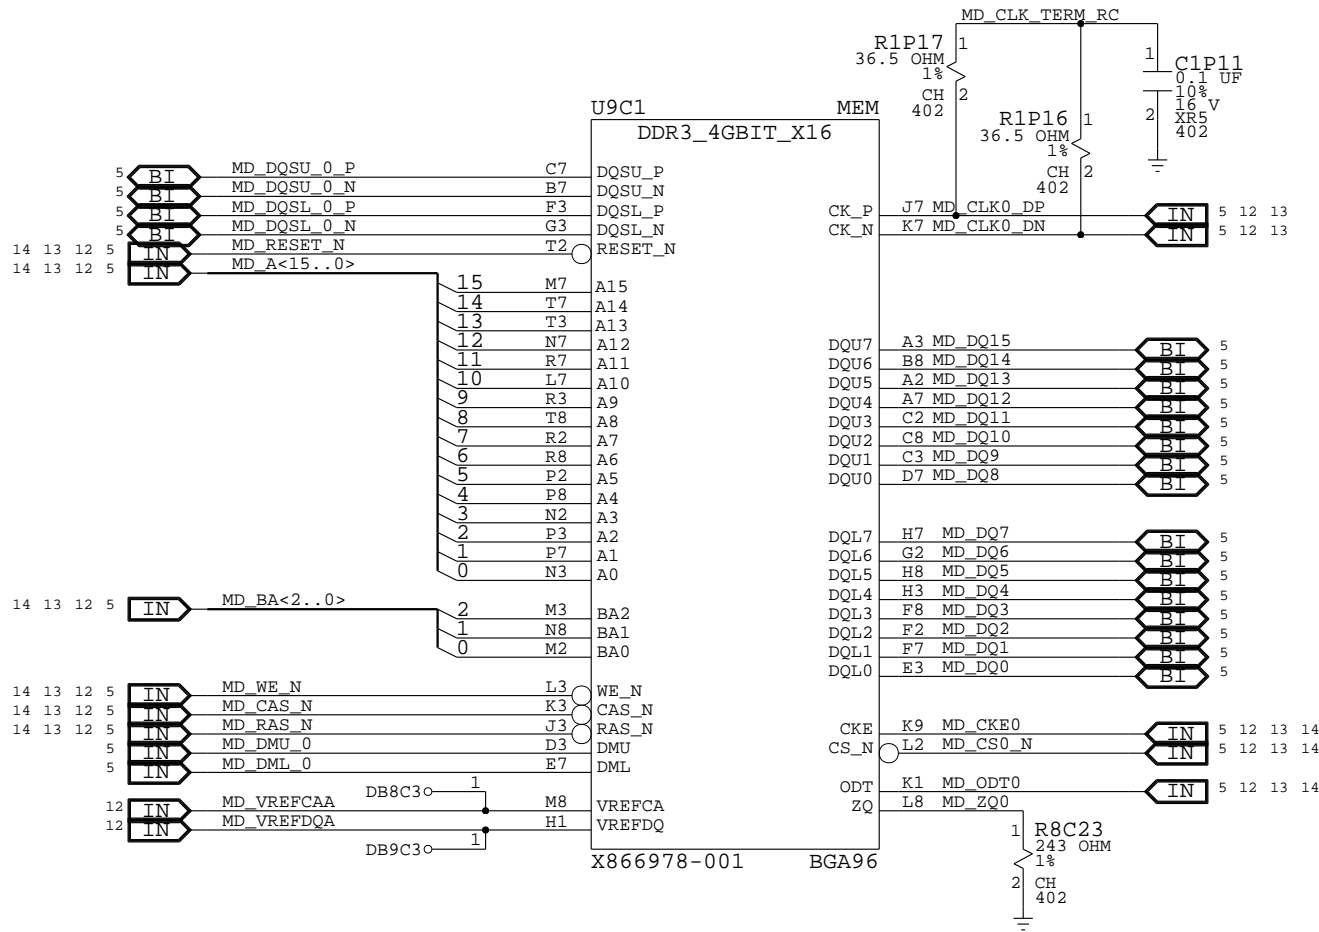 MD_CLK_TERM_RC
R1P17 1
36.5 OHM
1%
CH 2
402
1
C1P11
0.1 UF
10%
16 V
XR5
2
402
R1P16 1
36.5 OHM
1%
CH 2
402
U9C1 MEM
DDR3_4GBIT_X16
5 BI MD_DQSU_0_P C7 DQSU_P
5 BI MD_DQSU_0_N B7 DQSU_N
5 BI MD_DQSL_0_P F3 DQSL_P
5 BI MD_DQSL_0_N G3 DQSL_N
14 13 12 5 IN MD_RESET_N T2 RESET_N
14 13 12 5 IN MD_A<15..0>
CK_P J7 MD_CLK0_DP IN 5 12 13
CK_N K7 MD_CLK0_DN IN 5 12 13
15 M7 A15
14 T7 A14
13 T3 A13
12 N7 A12
11 R7 A11
10 L7 A10
9 R3 A9
8 T8 A8
7 R2 A7
6 R8 A6
5 P2 A5
4 P8 A4
3 N2 A3
2 P3 A2
1 P7 A1
0 N3 A0
DQU7 A3 MD_DQ15 BI 5
DQU6 B8 MD_DQ14 BI 5
DQU5 A2 MD_DQ13 BI 5
DQU4 A7 MD_DQ12 BI 5
DQU3 C2 MD_DQ11 BI 5
DQU2 C8 MD_DQ10 BI 5
DQU1 C3 MD_DQ9 BI 5
DQU0 D7 MD_DQ8 BI 5
DQL7 H7 MD_DQ7 BI 5
DQL6 G2 MD_DQ6 BI 5
DQL5 H8 MD_DQ5 BI 5
DQL4 H3 MD_DQ4 BI 5
DQL3 F8 MD_DQ3 BI 5
DQL2 F2 MD_DQ2 BI 5
DQL1 F7 MD_DQ1 BI 5
DQL0 E3 MD_DQ0 BI 5
14 13 12 5 IN MD_BA<2..0>
2 M3 BA2
1 N8 BA1
0 M2 BA0
14 13 12 5 IN MD_WE_N L3 WE_N
14 13 12 5 IN MD_CAS_N K3 CAS_N
14 13 12 5 IN MD_RAS_N J3 RAS_N
5 IN MD_DMU_0 D3 DMU
5 IN MD_DML_0 E7 DML
CKE K9 MD_CKE0 IN 5 12 13 14
CS_N L2 MD_CS0_N IN 5 12 13 14
ODT K1 MD_ODT0 IN 5 12 13 14
ZQ L8 MD_ZQ0
DB8C3 1
12 IN MD_VREFCAA M8 VREFCA
12 IN MD_VREFDQA H1 VREFDQ
DB9C3 1
X866978-001 BGA96
1 R8C23
243 OHM
1%
2 CH
402